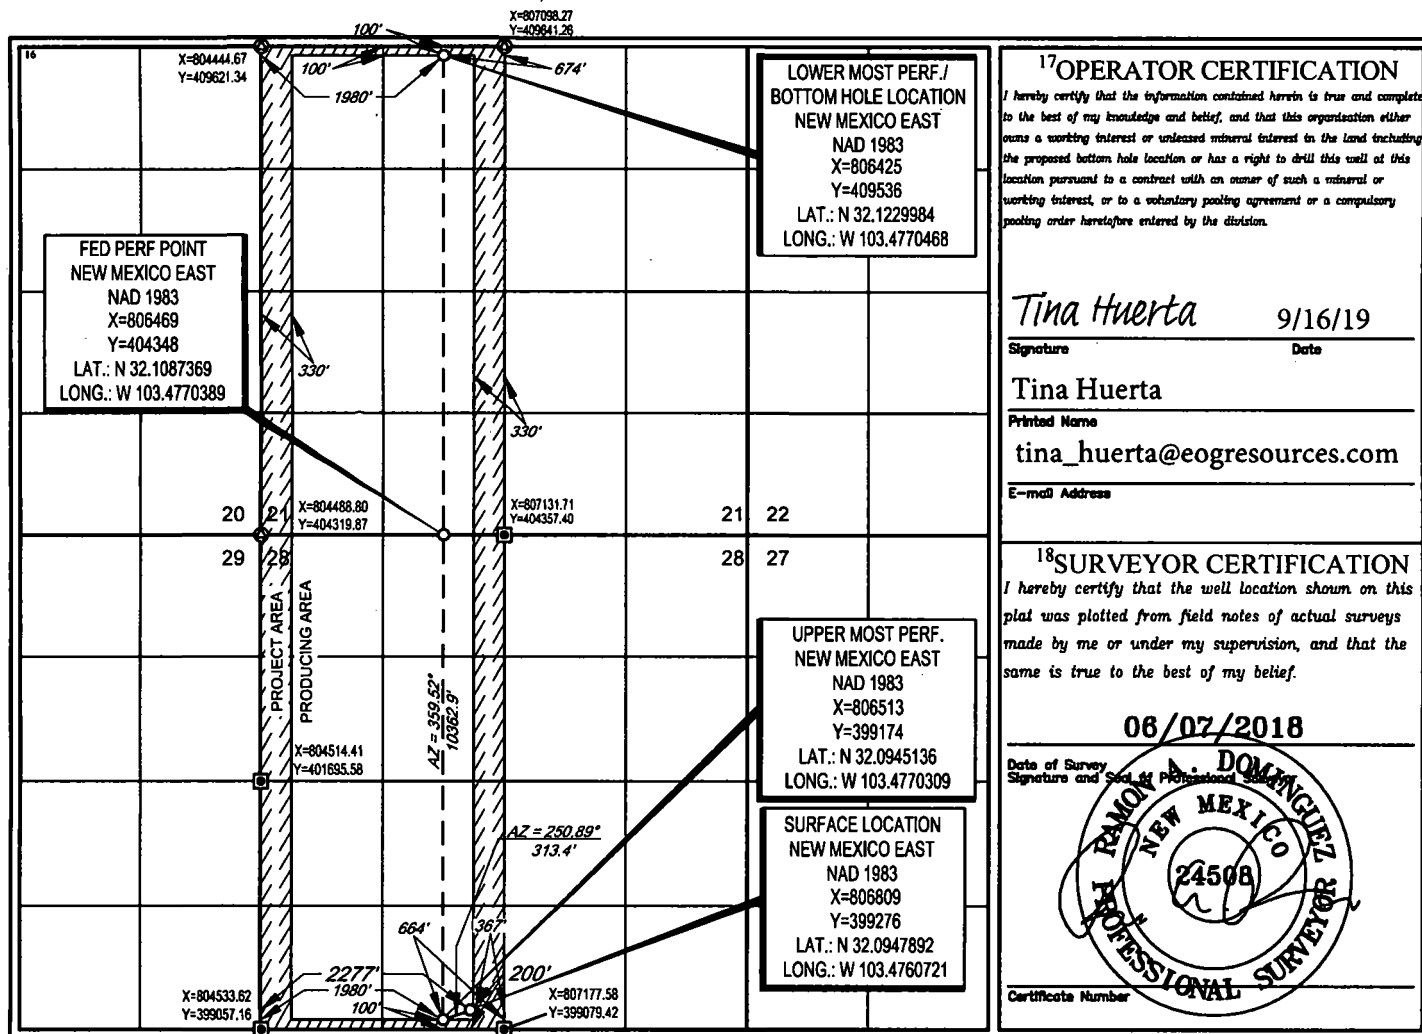 X=807098.27
Y=409641.26
16
X=804444.67
Y=409621.34
100'
100'
1980'
674'
LOWER MOST PERF./
BOTTOM HOLE LOCATION
NEW MEXICO EAST
NAD 1983
X=806425
Y=409536
LAT.: N 32.1229984
LONG.: W 103.4770468
FED PERF POINT
NEW MEXICO EAST
NAD 1983
X=806469
Y=404348
LAT.: N 32.1087369
LONG.: W 103.4770389
330'
330'
20 21
29 28
X=804488.80
Y=404319.87
X=807131.71
Y=404357.40
21 22
28 27
PROJECT AREA
PRODUCING AREA
AZ = 359.52°
10362.9'
X=804514.41
Y=401695.58
UPPER MOST PERF.
NEW MEXICO EAST
NAD 1983
X=806513
Y=399174
LAT.: N 32.0945136
LONG.: W 103.4770309
AZ = 250.89°
313.4'
SURFACE LOCATION
NEW MEXICO EAST
NAD 1983
X=806809
Y=399276
LAT.: N 32.0947892
LONG.: W 103.4760721
664'
367'
2277'
200'
1980'
100'
X=804533.62
Y=399057.16
X=807177.58
Y=399079.42
17OPERATOR CERTIFICATION
I hereby certify that the information contained herein is true and complete
to the best of my knowledge and belief, and that this organization either
owns a working interest or unleased mineral interest in the land including
the proposed bottom hole location or has a right to drill this well at this
location pursuant to a contract with an owner of such a mineral or
working interest, or to a voluntary pooling agreement or a compulsory
pooling order heretofore entered by the division.
Tina Huerta 9/16/19
Signature Date
Tina Huerta
Printed Name
tina_huerta@eogresources.com
E-mail Address
18SURVEYOR CERTIFICATION
I hereby certify that the well location shown on this
plat was plotted from field notes of actual surveys
made by me or under my supervision, and that the
same is true to the best of my belief.
06/07/2018
Date of Survey
Signature and Seal of Professional
RAMON A. DOMINGUEZ
NEW MEXICO
24508
PROFESSIONAL SURVEYOR
Certificate Number